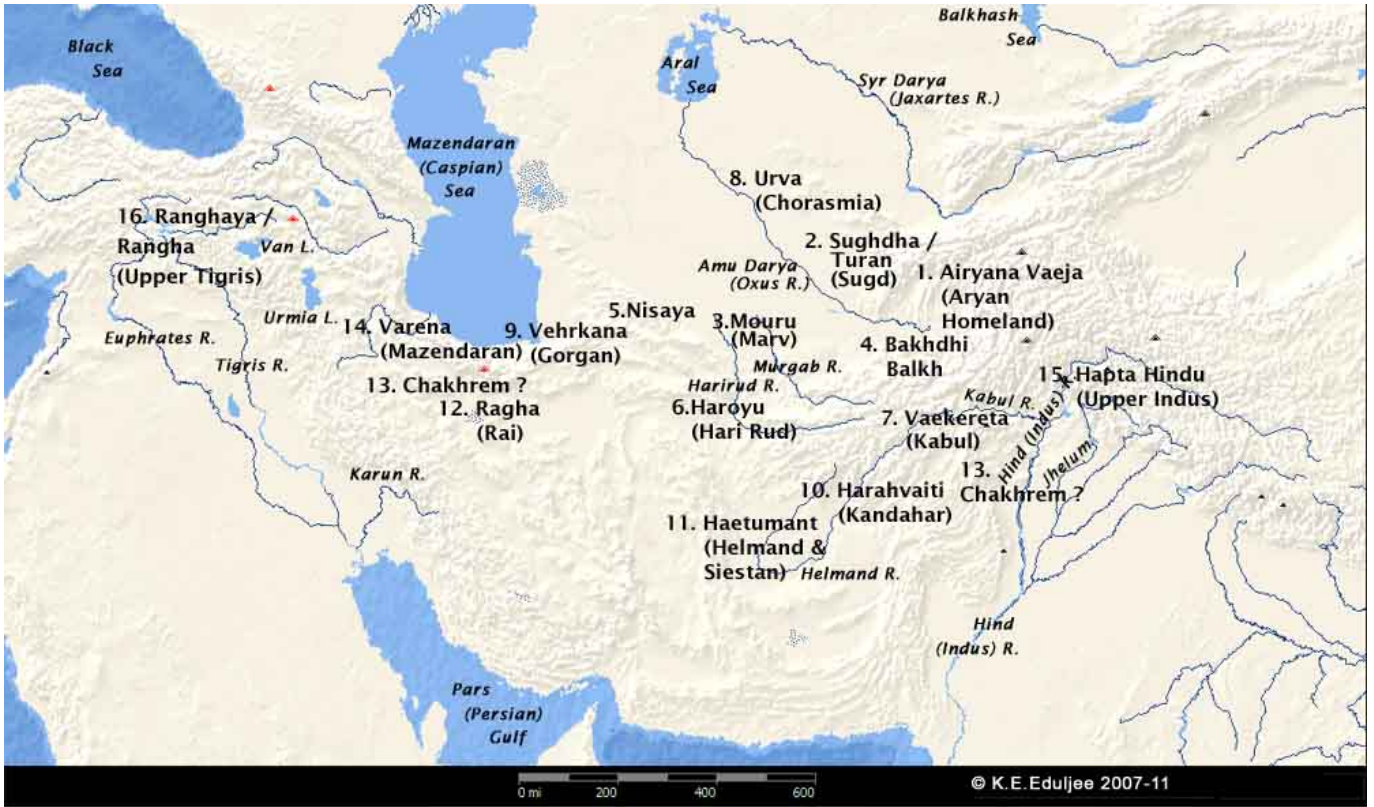 Black
Sea
Balkhash
Sea
Aral
Sea
Syr Darya
(Jaxartes R.)
Mazendaran
(Caspian)
Sea
8. Urva
(Chorasmia)
16. Ranghaya /
Rangha
(Upper Tigris)
Van L.
2. Sughdha /
Turan
(Sugd)
Amu Darya
(Oxus R.)
1. Airyana Vaeja
(Aryan
Homeland)
Urmia L.
Euphrates R.
Tigris R.
14. Varena
(Mazendaran)
9. Vehrkana
(Gorgan)
5.Nisaya
3.Mouru
(Marv)
Murgab R.
4. Bakhdhi
Balkh
13. Chakhrem ?
12. Ragha
(Rai)
Harirud R.
6.Haroyu
(Hari Rud)
15. Hapta Hindu
(Upper Indus)
Kabul R.
7. Vaekereta
(Kabul)
Hind (Indus) R.
Jhelum
13.
Chakhrem ?
Karun R.
10. Harahvaiti
(Kandahar)
11. Haetumant
(Helmand &
Siestan)
Helmand R.
Hind
(Indus) R.
Pars
(Persian)
Gulf
0 mi 200 400 600
© K.E.Eduljee 2007-11